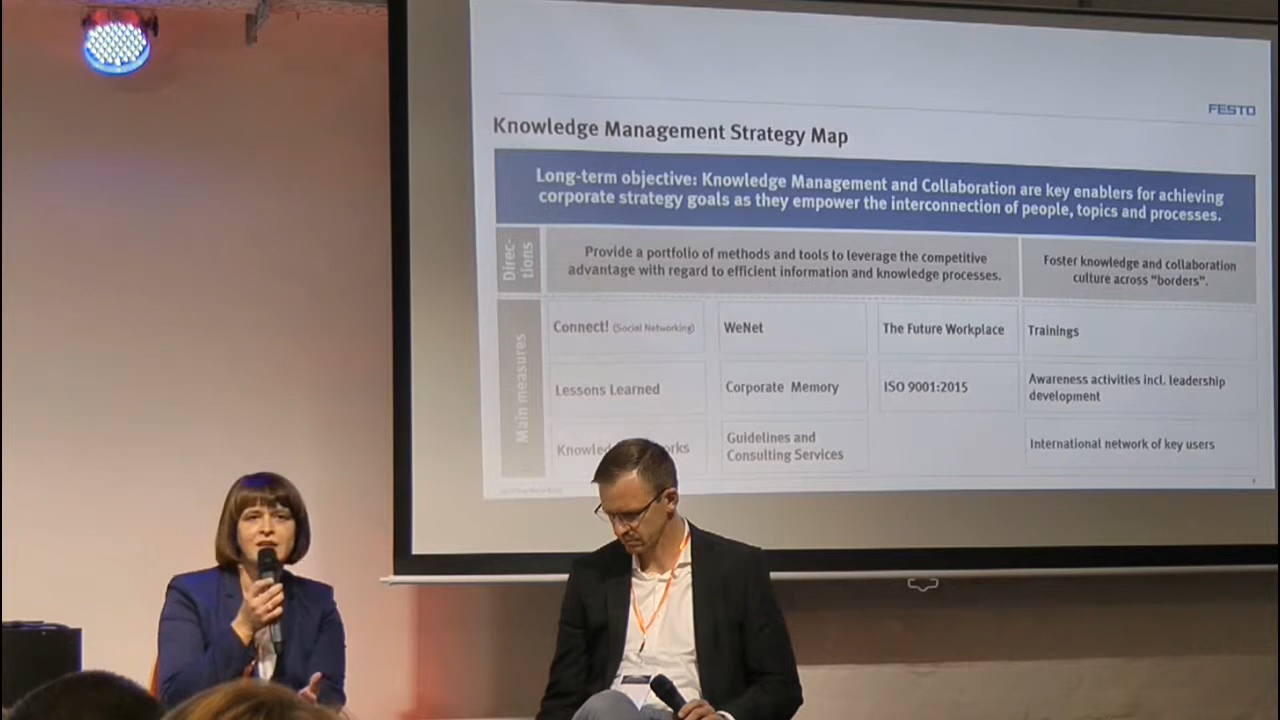 FESTO
Knowledge Management Strategy Map
Long-term objective: Knowledge Management and Collaboration are key enablers for achieving
corporate strategy goals as they empower the interconnection of people, topics and processes.
Direc-
tions
Provide a portfolio of methods and tools to leverage the competitive
advantage with regard to efficient information and knowledge processes.
Foster knowledge and collaboration
culture across "borders".
Main measures
Connect! (Social Networking)
WeNet
The Future Workplace
Trainings
Lessons Learned
Corporate Memory
ISO 9001:2015
Awareness activities incl. leadership
development
Guidelines and
Consulting Services
International network of key users